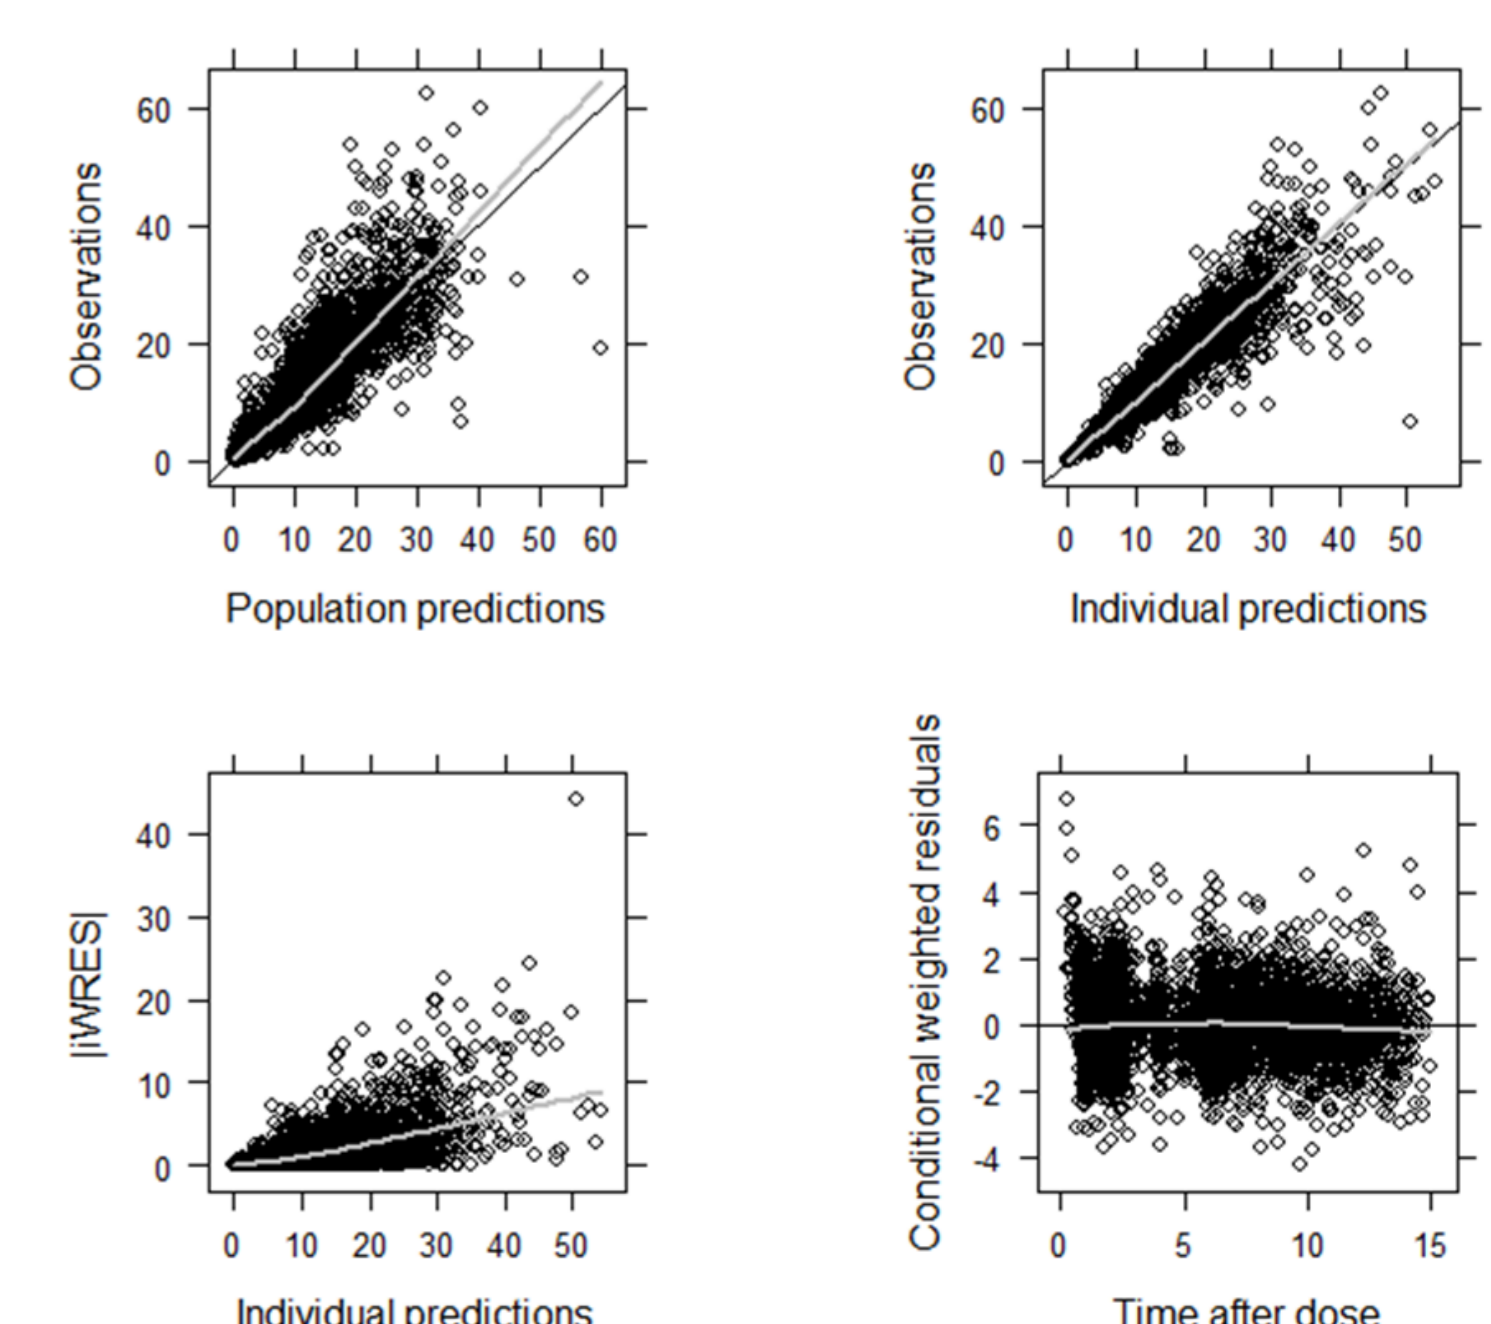 60
40
20
0
Observations
0 10 20 30 40 50 60
Population predictions
60
40
20
0
Observations
0 10 20 30 40 50
Individual predictions
40
30
20
10
0
|iWRES|
0 10 20 30 40 50
Individual predictions
6
4
2
0
-2
-4
Conditional weighted residuals
0 5 10 15
Time after dose